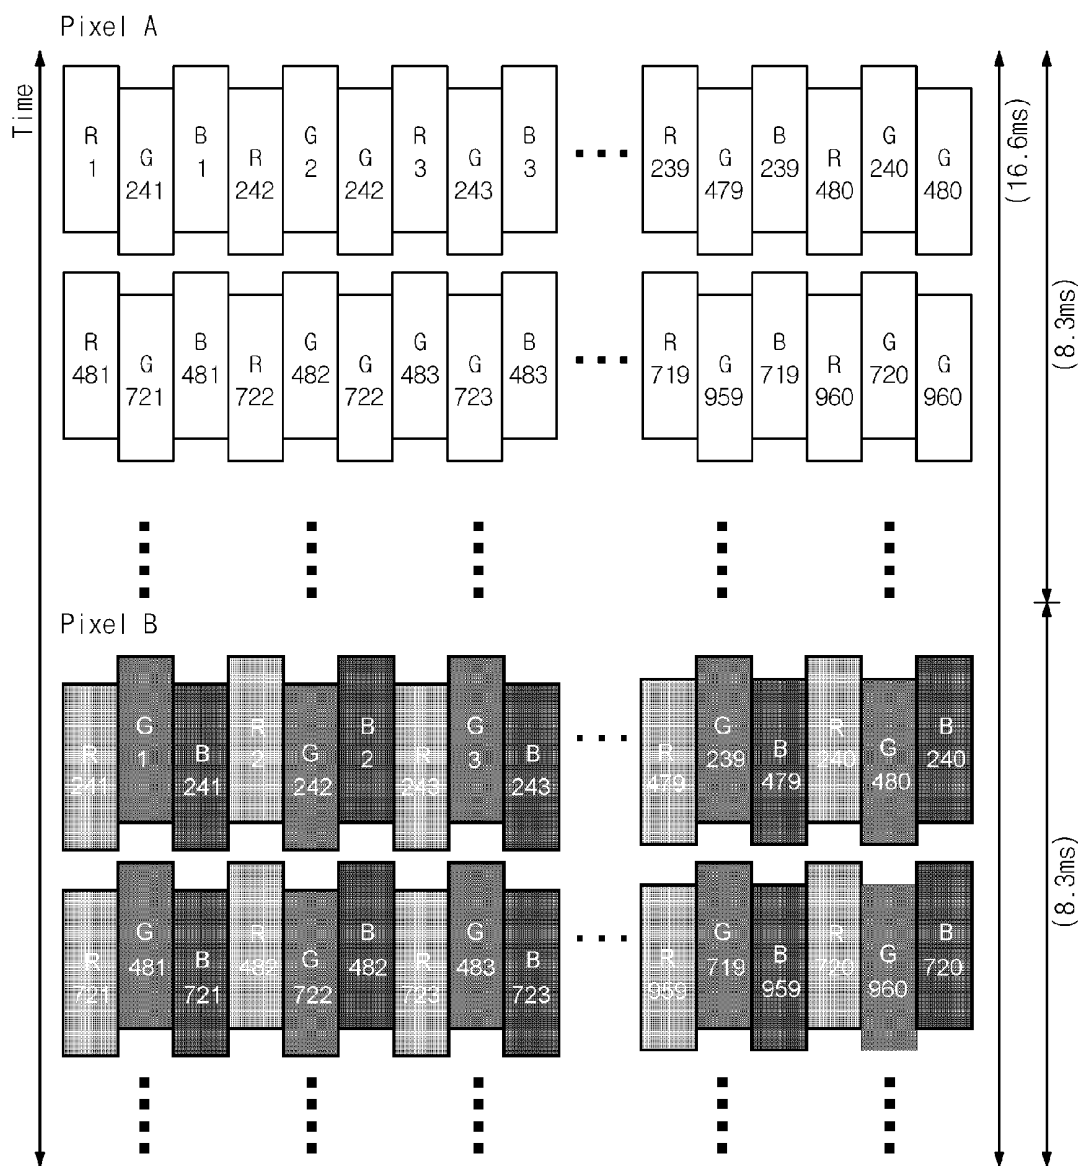 Pixel A
Time
R 1
G 241
B 1
R 242
G 2
G 242
R 3
G 243
B 3
R 239
G 479
B 239
R 480
G 240
G 480
(16.6ms)
(8.3ms)
R 481
G 721
B 481
R 722
G 482
G 722
G 483
G 723
B 483
R 719
G 959
B 719
R 960
G 720
G 960
Pixel B
R 241
G 1
B 241
R 2
G 242
B 2
R 243
G 3
B 243
R 479
G 239
B 479
R 240
G 480
B 240
(8.3ms)
R 721
G 481
B 721
R 482
G 722
B 482
R 723
G 483
B 723
R 959
G 719
B 959
R 720
G 960
B 720